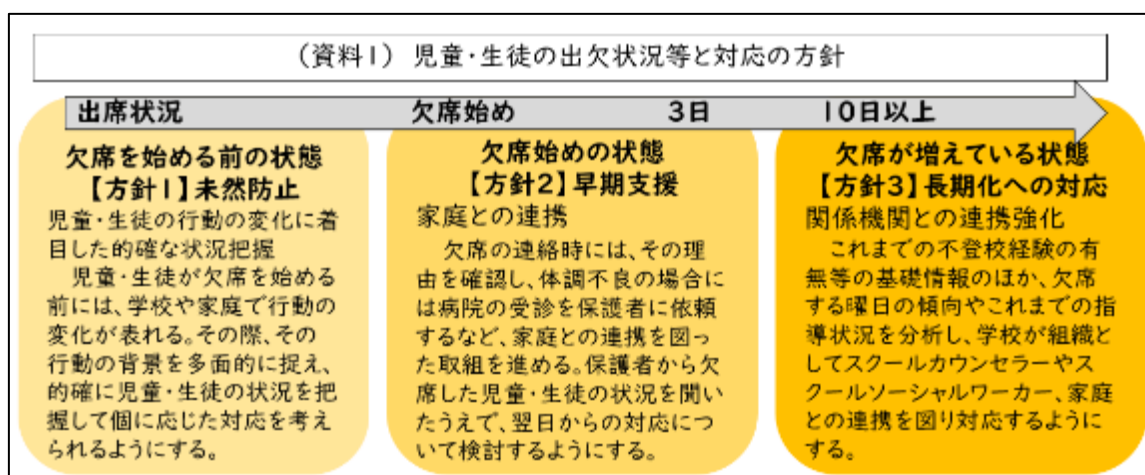 (資料1) 児童・生徒の出欠状況等と対応の方針
出席状況 欠席始め 3日 10日以上
欠席を始める前の状態
【方針1】未然防止
児童・生徒の行動の変化に着
目した的確な状況把握
児童・生徒が欠席を始める
前には、学校や家庭で行動の
変化が表れる。その際、その
行動の背景を多面的に捉え、
的確に児童・生徒の状況を把
握して個に応じた対応を考え
られるようにする。
欠席始めの状態
【方針2】早期支援
家庭との連携
欠席の連絡時には、その理
由を確認し、体調不良の場合に
は病院の受診を保護者に依頼
するなど、家庭との連携を図っ
た取組を進める。保護者から欠
席した児童・生徒の状況を聞い
たうえで、翌日からの対応につ
いて検討するようにする。
欠席が増えている状態
【方針3】長期化への対応
関係機関との連携強化
これまでの不登校経験の有
無等の基礎情報のほか、欠席
する曜日の傾向やこれまでの指
導状況を分析し、学校が組織と
してスクールカウンセラーやス
クールソーシャルワーカー、家庭
との連携を図り対応するように
する。